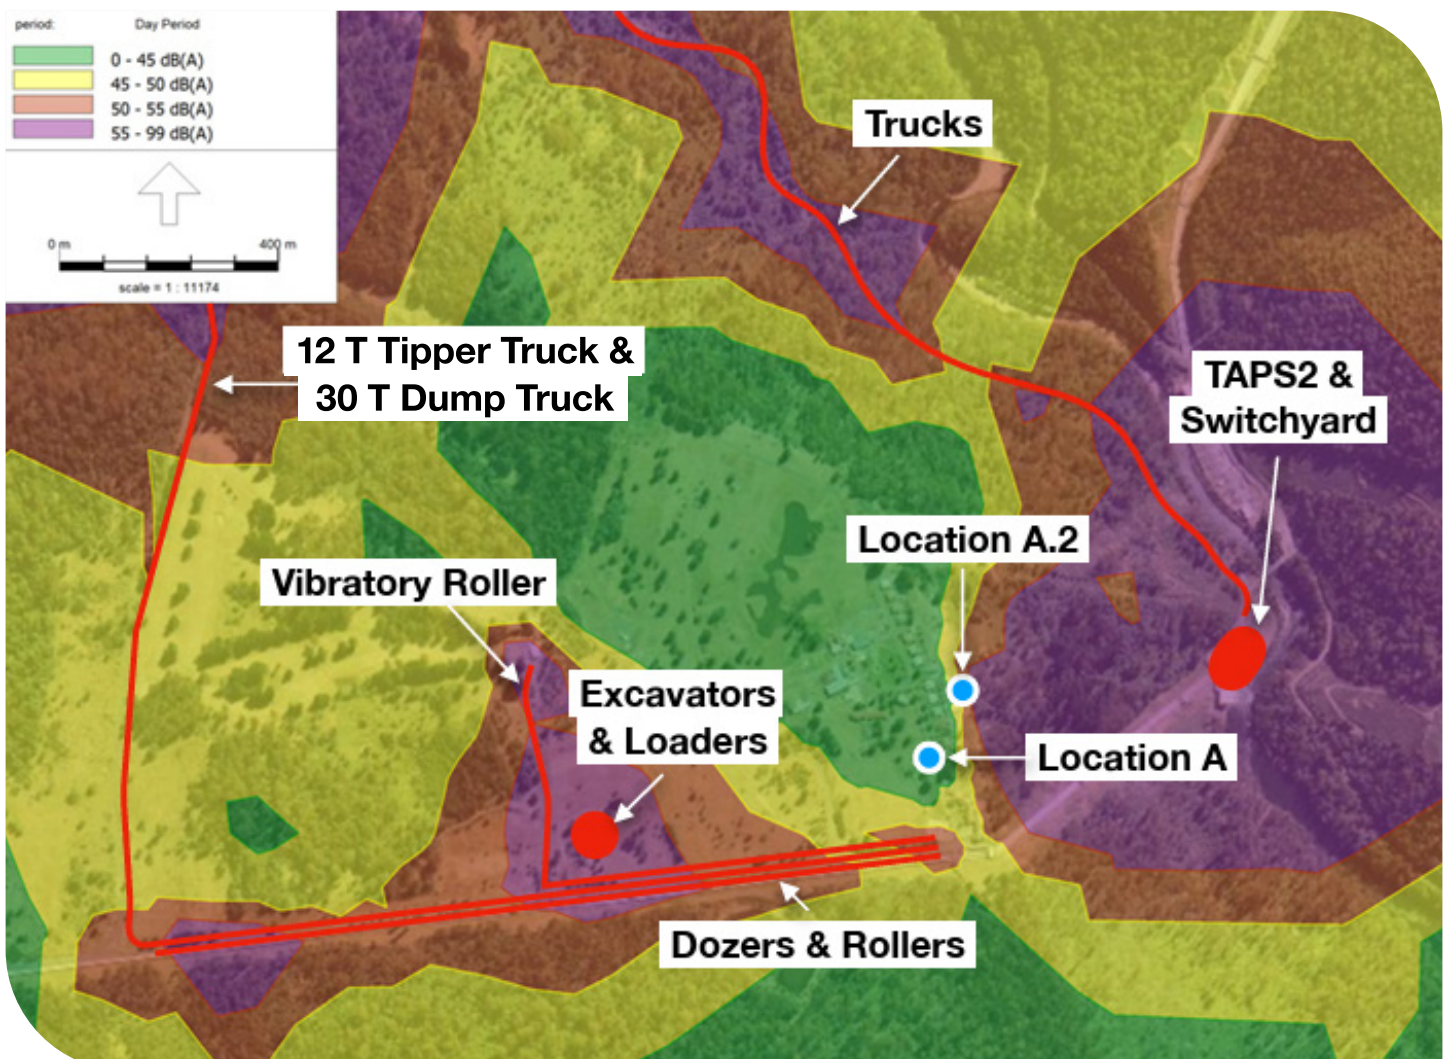 period: Day Period
0 - 45 dB(A)
45 - 50 dB(A)
50 - 55 dB(A)
55 - 99 dB(A)
0 m 400 m
scale = 1 : 11174
Trucks
12 T Tipper Truck &
30 T Dump Truck
TAPS2 &
Switchyard
Location A.2
Vibratory Roller
Excavators
& Loaders
Location A
Dozers & Rollers